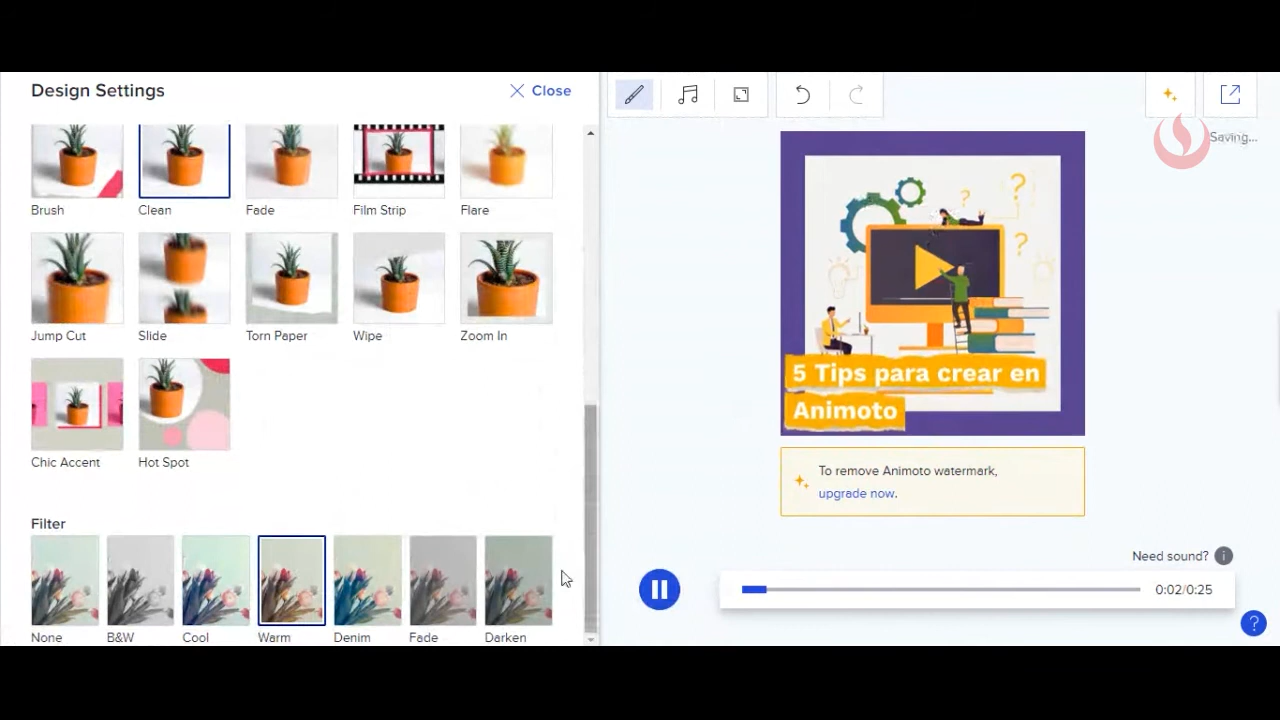 Design Settings
Close
Saving...
Brush
Clean
Fade
Film Strip
Flare
Jump Cut
Slide
Torn Paper
Wipe
Zoom In
Chic Accent
Hot Spot
Filter
None
B&W
Cool
Warm
Denim
Fade
Darken
5 Tips para crear en
Animoto
To remove Animoto watermark,
upgrade now.
Need sound?
0:02/0:25